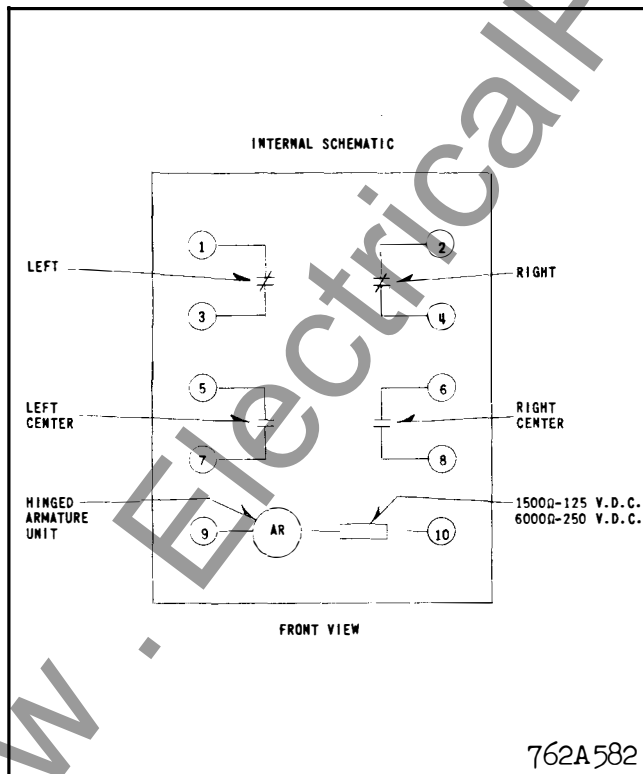 INTERNAL SCHEMATIC
1
2
LEFT
RIGHT
3
4
5
6
LEFT
CENTER
RIGHT
CENTER
7
8
HINGED
ARMATURE
UNIT
9
AR
10
1500Ω-125 V.D.C.
6000Ω-250 V.D.C.
FRONT VIEW
762A582
w. Electrical